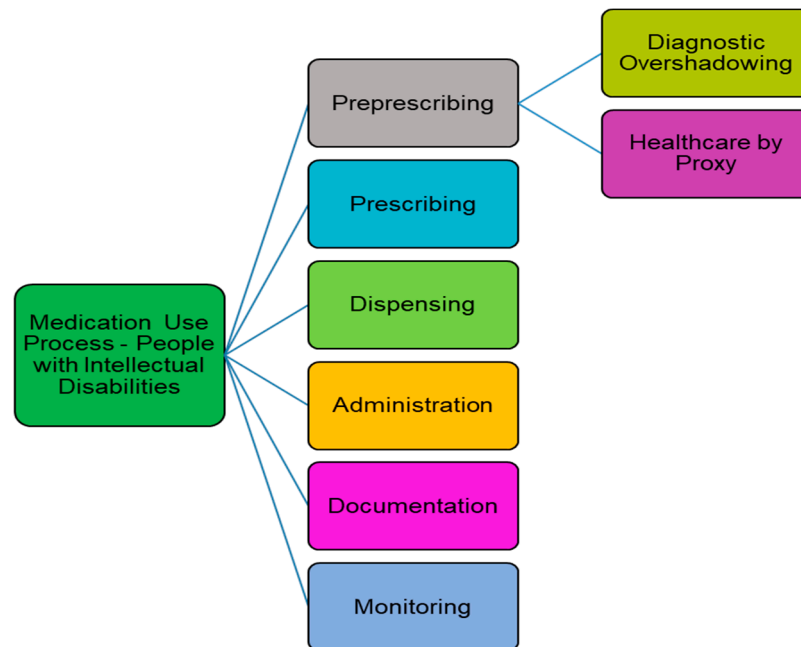 Medication Use
Process - People
with Intellectual
Disabilities
Preprescribing
Prescribing
Dispensing
Administration
Documentation
Monitoring
Diagnostic
Overshadowing
Healthcare by
Proxy